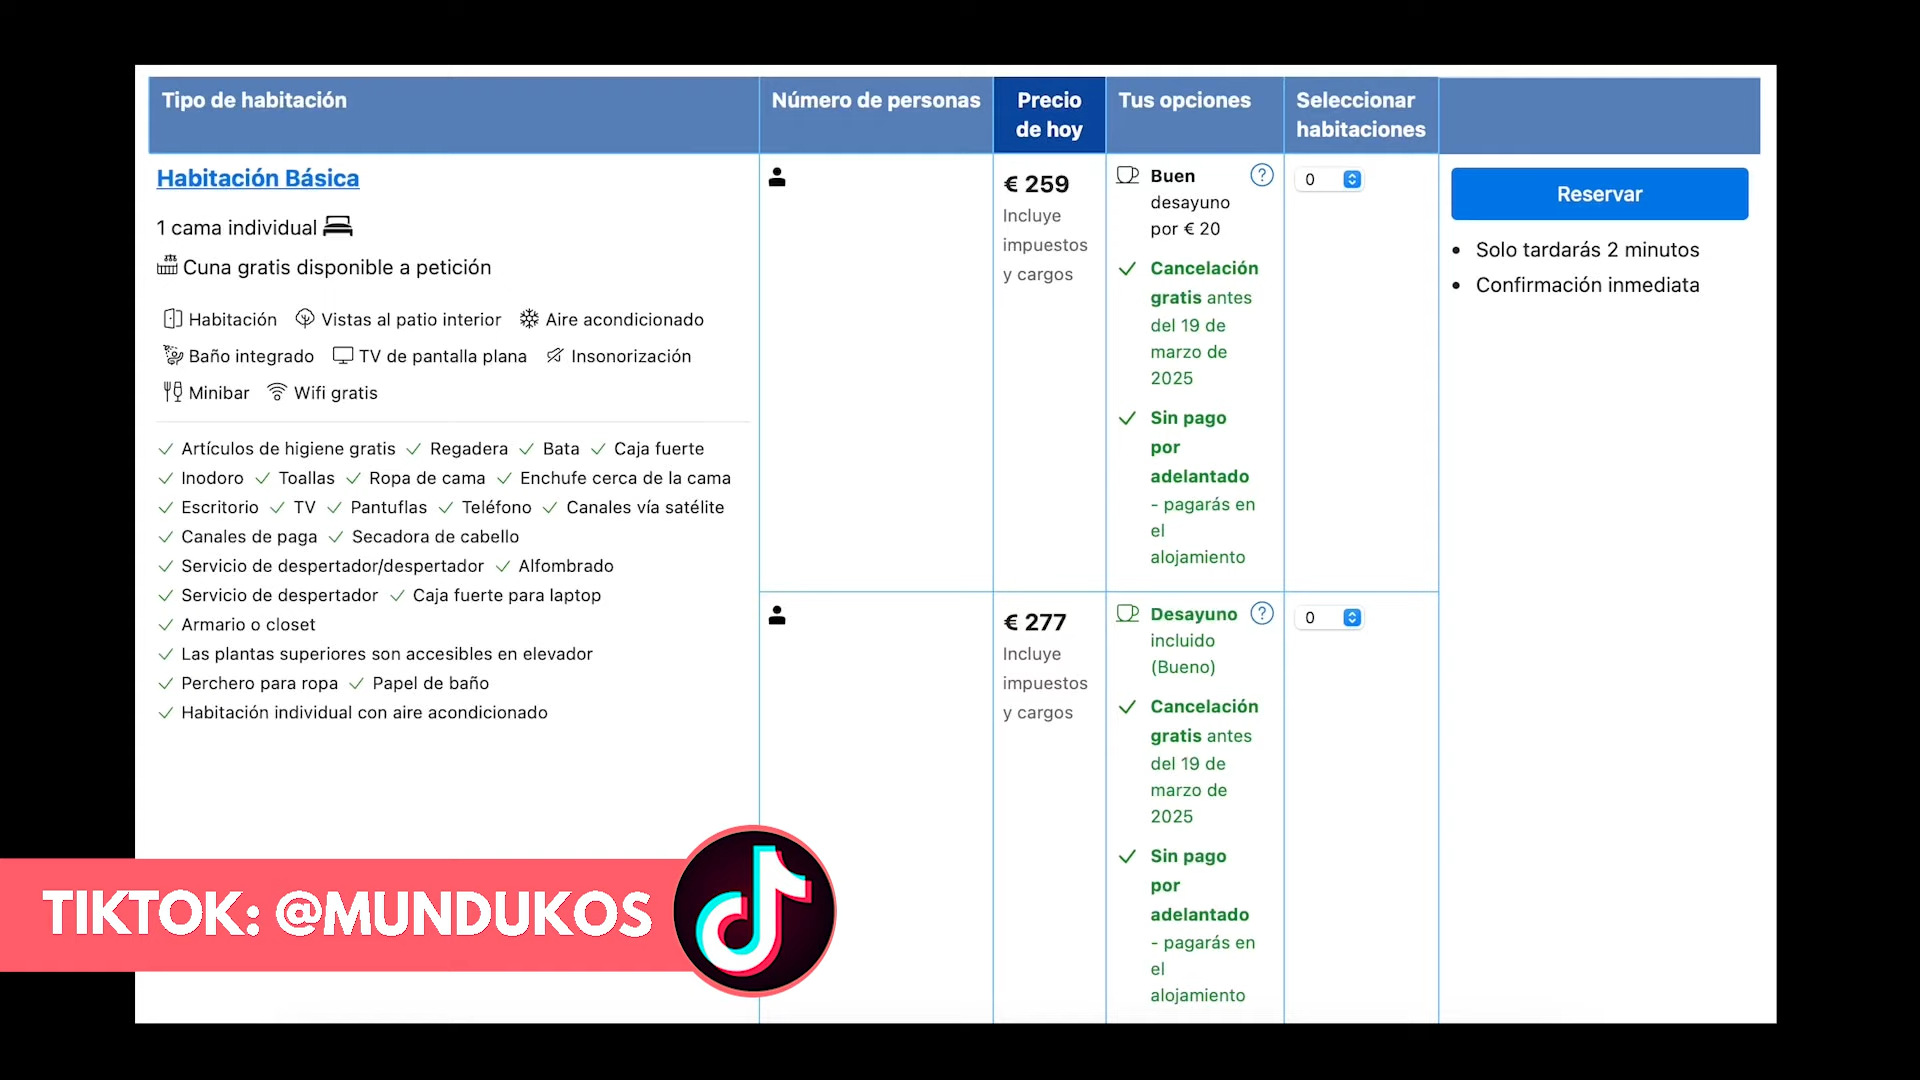 Tipo de habitación
Número de personas
Precio
de hoy
Tus opciones
Seleccionar
habitaciones
Habitación Básica
1 cama individual
Cuna gratis disponible a petición
Habitación Vistas al patio interior Aire acondicionado
Baño integrado TV de pantalla plana Insonorización
Minibar Wifi gratis
Artículos de higiene gratis Regadera Bata Caja fuerte
Inodoro Toallas Ropa de cama Enchufe cerca de la cama
Escritorio TV Pantuflas Teléfono Canales vía satélite
Canales de paga Secadora de cabello
Servicio de despertador/despertador Alfombrado
Servicio de despertador Caja fuerte para laptop
Armario o closet
Las plantas superiores son accesibles en elevador
Perchero para ropa Papel de baño
Habitación individual con aire acondicionado
€ 259
Incluye
impuestos
y cargos
Buen
desayuno
por € 20
Cancelación
gratis antes
del 19 de
marzo de
2025
Sin pago
por
adelantado
- pagarás en
el
alojamiento
0
Reservar
Solo tardarás 2 minutos
Confirmación inmediata
€ 277
Incluye
impuestos
y cargos
Desayuno
incluido
(Bueno)
Cancelación
gratis antes
del 19 de
marzo de
2025
Sin pago
por
adelantado
- pagarás en
el
alojamiento
0
TIKTOK: @MUNDUKOS